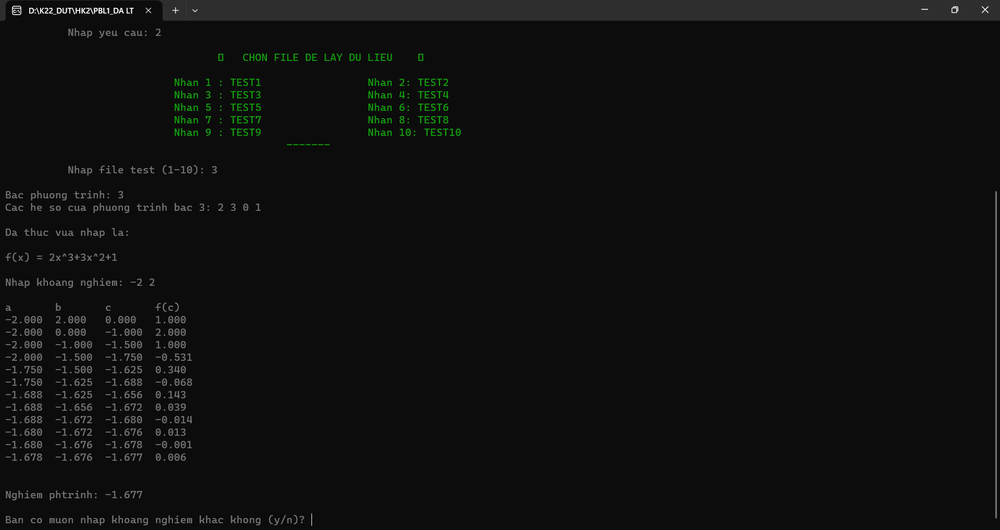 D:\K22_DUT\HK2\PBL1_DA LT
Nhap yeu cau: 2
CHON FILE DE LAY DU LIEU
Nhan 1 : TEST1 Nhan 2: TEST2
Nhan 3 : TEST3 Nhan 4: TEST4
Nhan 5 : TEST5 Nhan 6: TEST6
Nhan 7 : TEST7 Nhan 8: TEST8
Nhan 9 : TEST9 Nhan 10: TEST10
-------
Nhap file test (1-10): 3
Bac phuong trinh: 3
Cac he so cua phuong trinh bac 3: 2 3 0 1
Da thuc vua nhap la:
f(x) = 2x^3+3x^2+1
Nhap khoang nghiem: -2 2
a b c f(c)
-2.000 2.000 0.000 1.000
-2.000 0.000 -1.000 2.000
-2.000 -1.000 -1.500 1.000
-2.000 -1.500 -1.750 -0.531
-1.750 -1.500 -1.625 0.340
-1.750 -1.625 -1.688 -0.068
-1.688 -1.625 -1.656 0.143
-1.688 -1.656 -1.672 0.039
-1.688 -1.672 -1.680 -0.014
-1.680 -1.672 -1.676 0.013
-1.680 -1.676 -1.678 -0.001
-1.678 -1.676 -1.677 0.006
Nghiem phtrinh: -1.677
Ban co muon nhap khoang nghiem khac khong (y/n)?